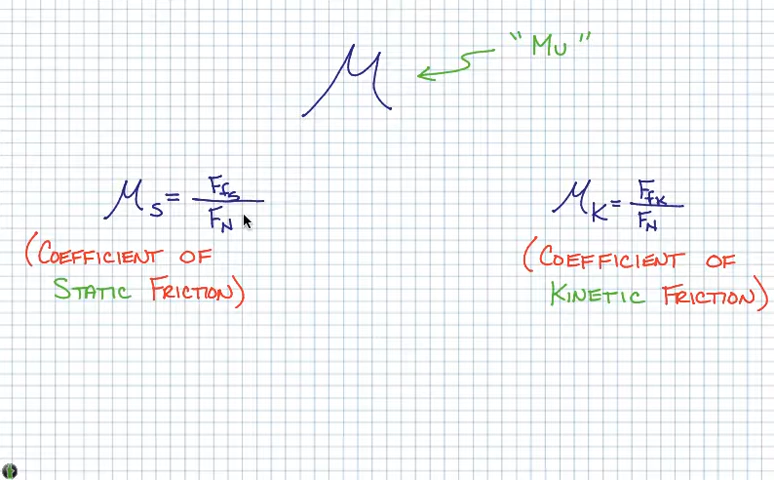 μ "Mu"
μs = Ffs / FN
(COEFFICIENT OF
STATIC FRICTION)
μK = FfK / FN
(COEFFICIENT OF
KINETIC FRICTION)